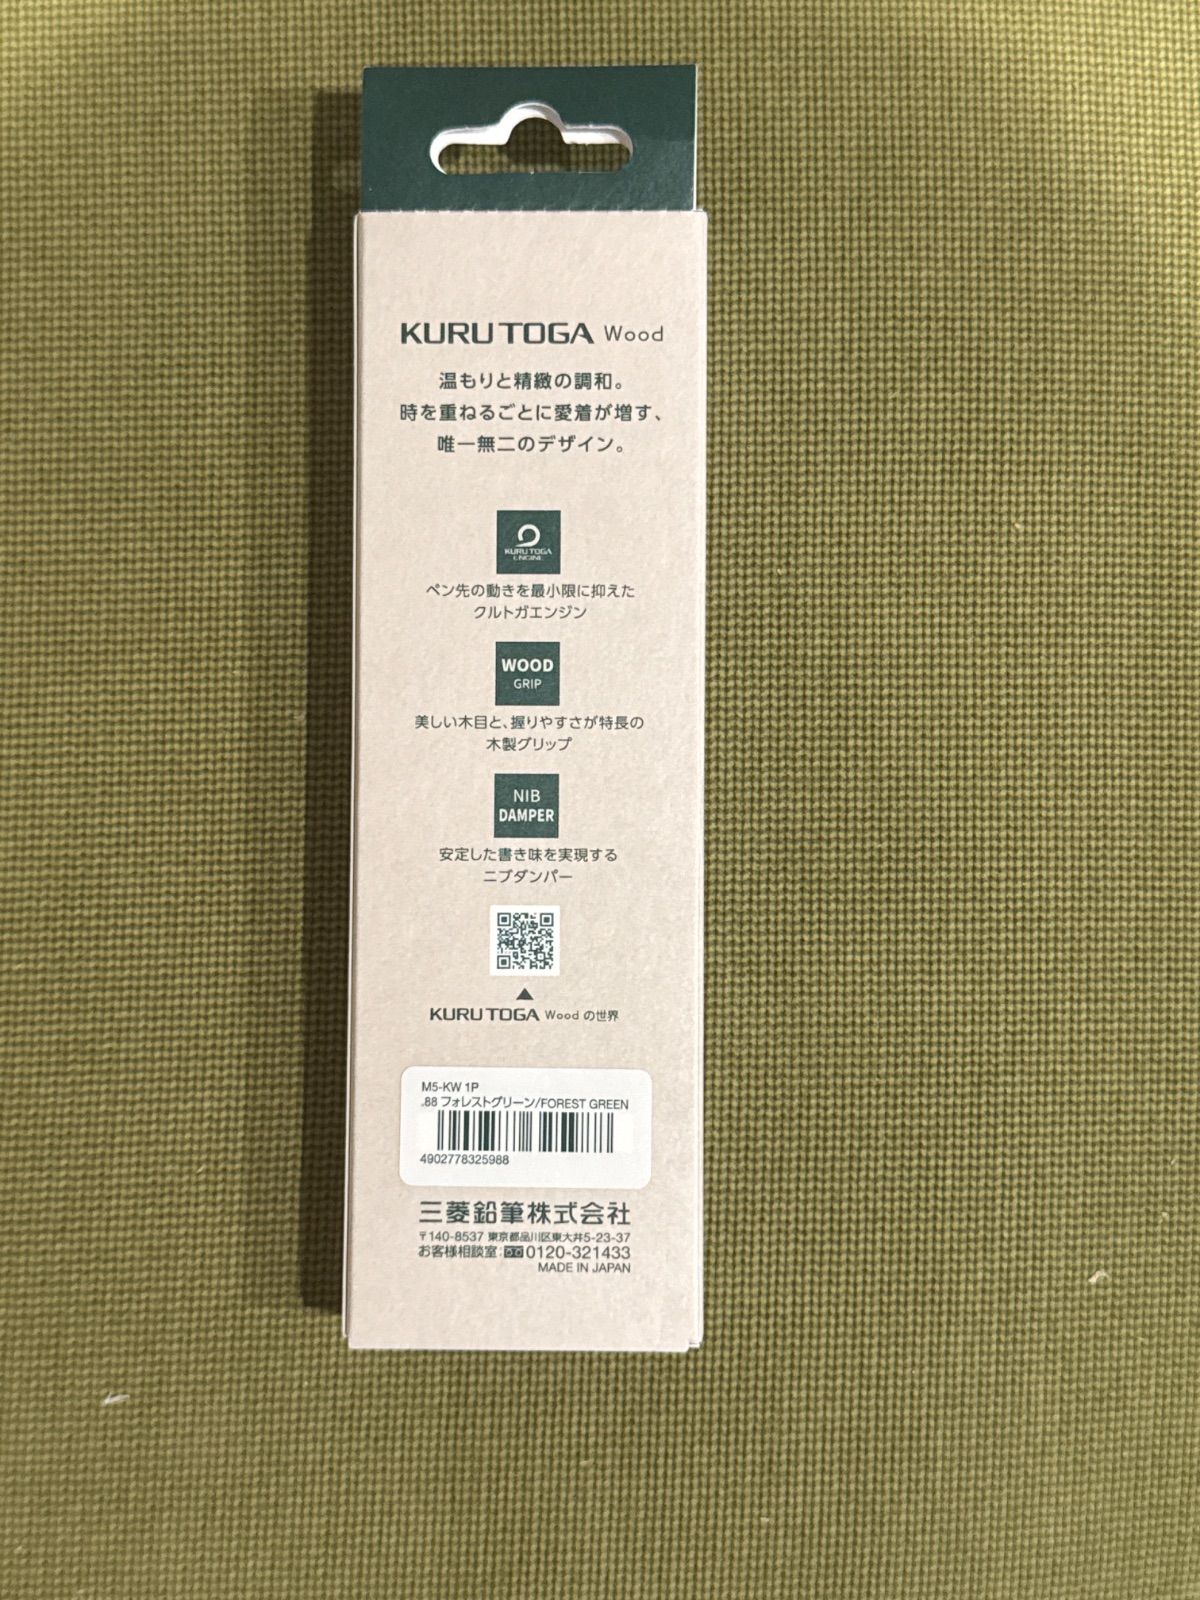 KURU TOGA Wood
温もりと精緻の調和。
時を重ねるごとに愛着が増す、
唯一無二のデザイン。
KURU TOGA
ENGINE
ペン先の動きを最小限に抑えた
クルトガエンジン
WOOD
GRIP
美しい木目と、握りやすさが特長の
木製グリップ
NIB
DAMPER
安定した書き味を実現する
ニブダンパー
KURU TOGA Wood の世界
M5-KW 1P
.88 フォレストグリーン/FOREST GREEN
4902778325988
三菱鉛筆株式会社
〒140-8537 東京都品川区東大井5-23-37
お客様相談室:0120-321433
MADE IN JAPAN